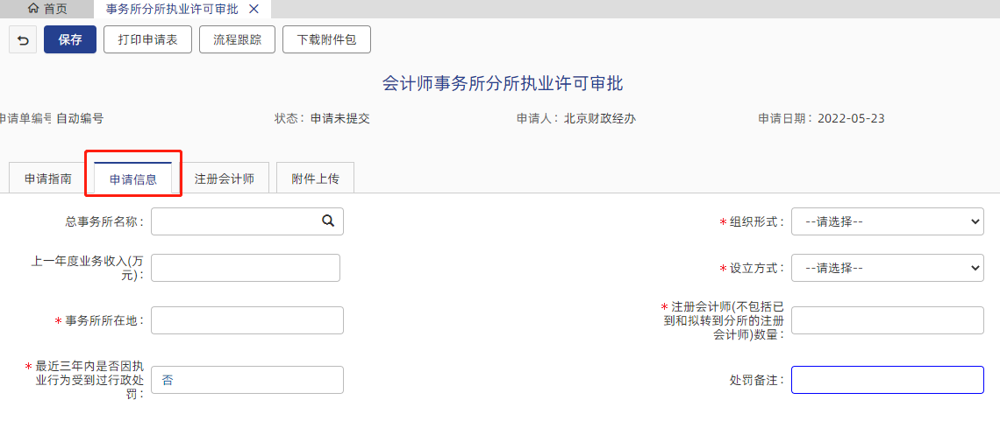 首页 事务所分所执业许可审批
保存 打印申请表 流程跟踪 下载附件包
会计师事务所分所执业许可审批
申请单编号 自动编号 状态：申请未提交 申请人：北京财政经办 申请日期：2022-05-23
申请指南 申请信息 注册会计师 附件上传
总事务所名称：
*组织形式： --请选择--
上一年度业务收入(万
元)：
*设立方式： --请选择--
*事务所所在地：
*注册会计师(不包括已
到和拟转到分所的注册
会计师)数量：
*最近三年内是否因执
业行为受到过行政处
罚：
否
处罚备注：